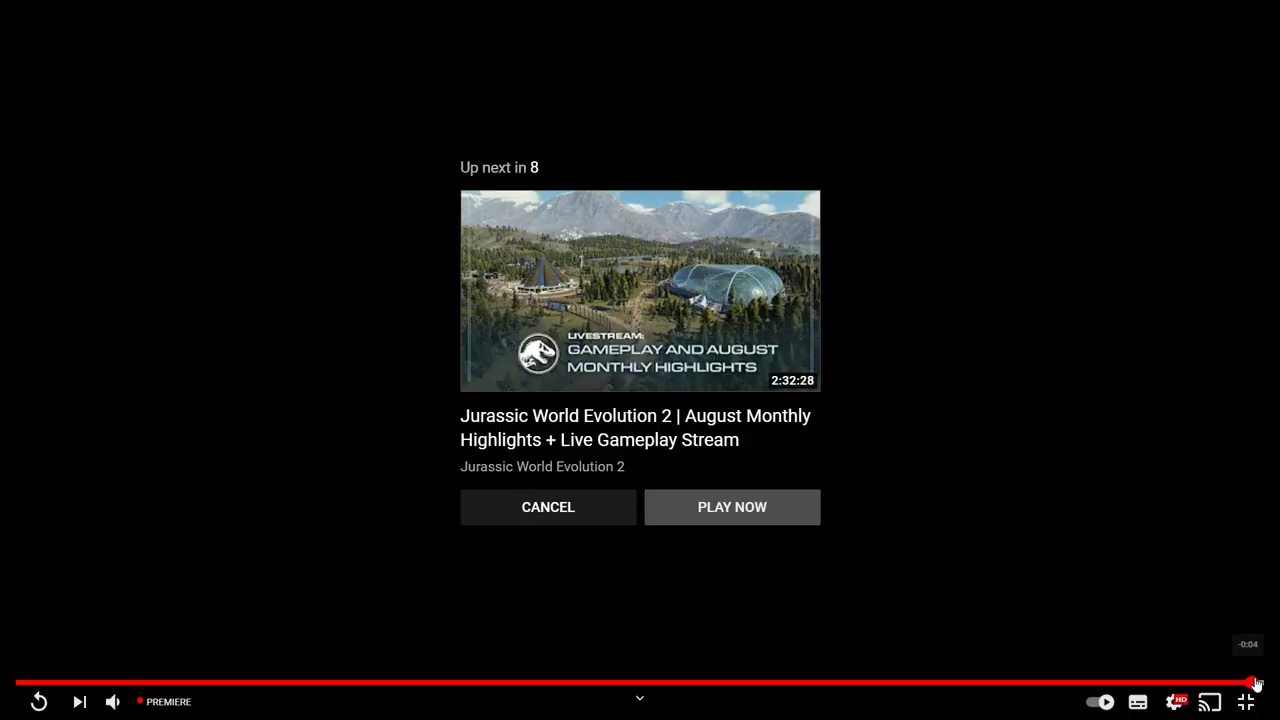 Up next in 8
LIVESTREAM:
GAMEPLAY AND AUGUST
MONTHLY HIGHLIGHTS
2:32:28
Jurassic World Evolution 2 | August Monthly
Highlights + Live Gameplay Stream
Jurassic World Evolution 2
CANCEL
PLAY NOW
-0:04
PREMIERE
HD